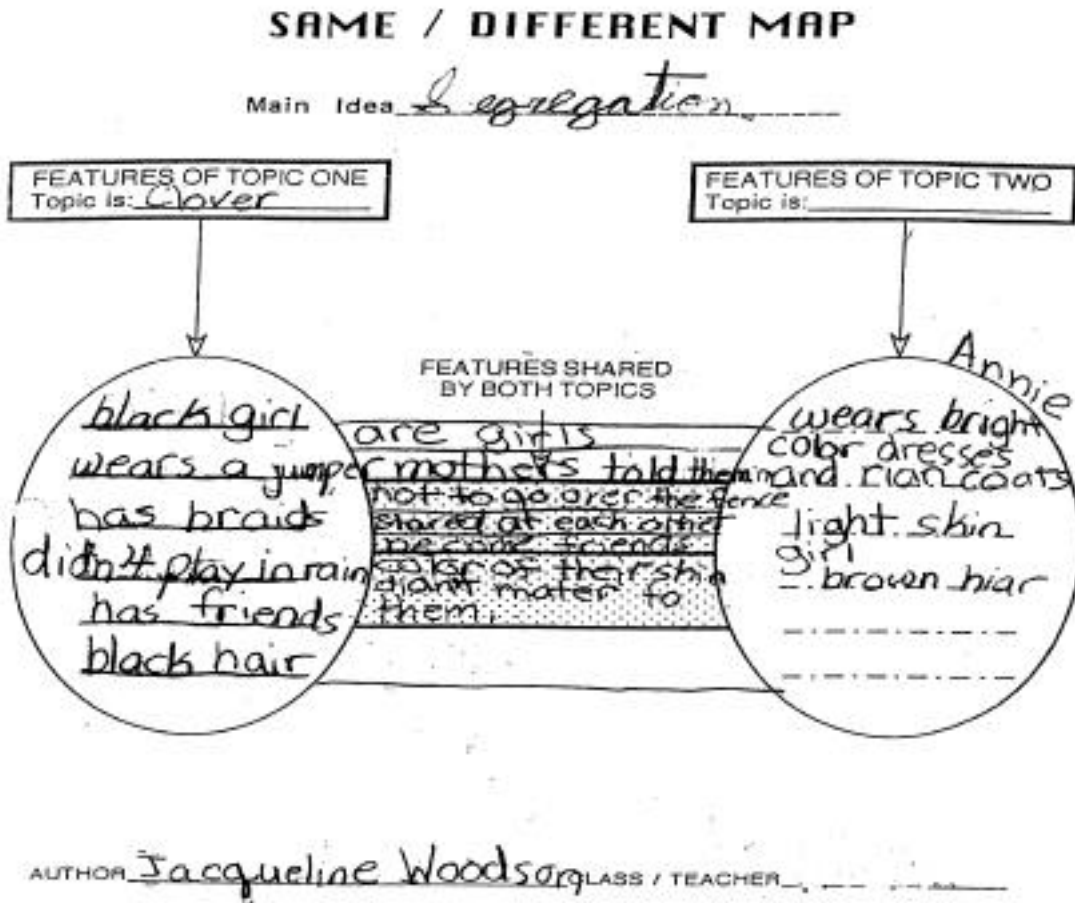 SAME / DIFFERENT MAP
Main Idea Segregation
FEATURES OF TOPIC ONE
Topic is: Clover
FEATURES OF TOPIC TWO
Topic is:
FEATURES SHARED
BY BOTH TOPICS
black girl
wears a jumper
has braids
didn't play in rain
has friends
black hair
are girls
mothers told them
not to go over the fence
stared at each other
become friends
color of their skin
didnt mater to
them.
Annie
wears bright
color dresses
and rian coats
light skin
girl
brown hiar
AUTHOR Jacqueline Woodson CLASS / TEACHER